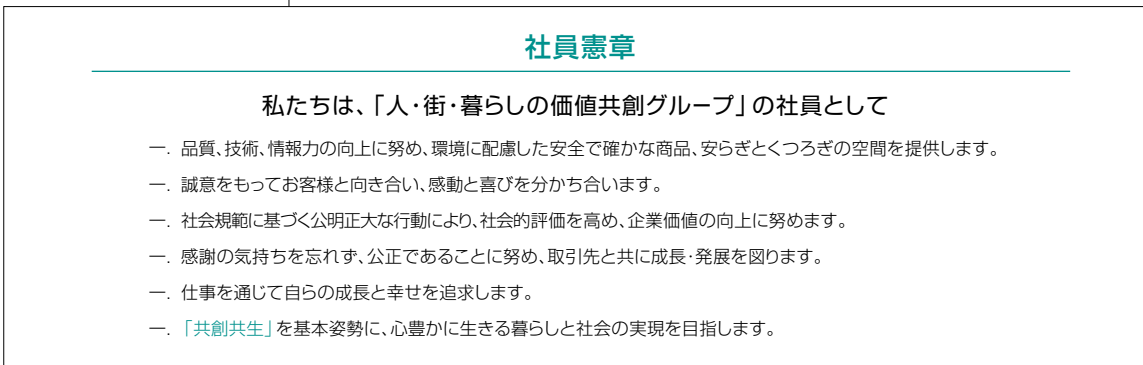 社員憲章
私たちは、「人・街・暮らしの価値共創グループ」の社員として
一. 品質、技術、情報力の向上に努め、環境に配慮した安全で確かな商品、安らぎとくつろぎの空間を提供します。
一. 誠意をもってお客様と向き合い、感動と喜びを分かち合います。
一. 社会規範に基づく公明正大な行動により、社会的評価を高め、企業価値の向上に努めます。
一. 感謝の気持ちを忘れず、公正であることに努め、取引先と共に成長・発展を図ります。
一. 仕事を通じて自らの成長と幸せを追求します。
一. 「共創共生」を基本姿勢に、心豊かに生きる暮らしと社会の実現を目指します。